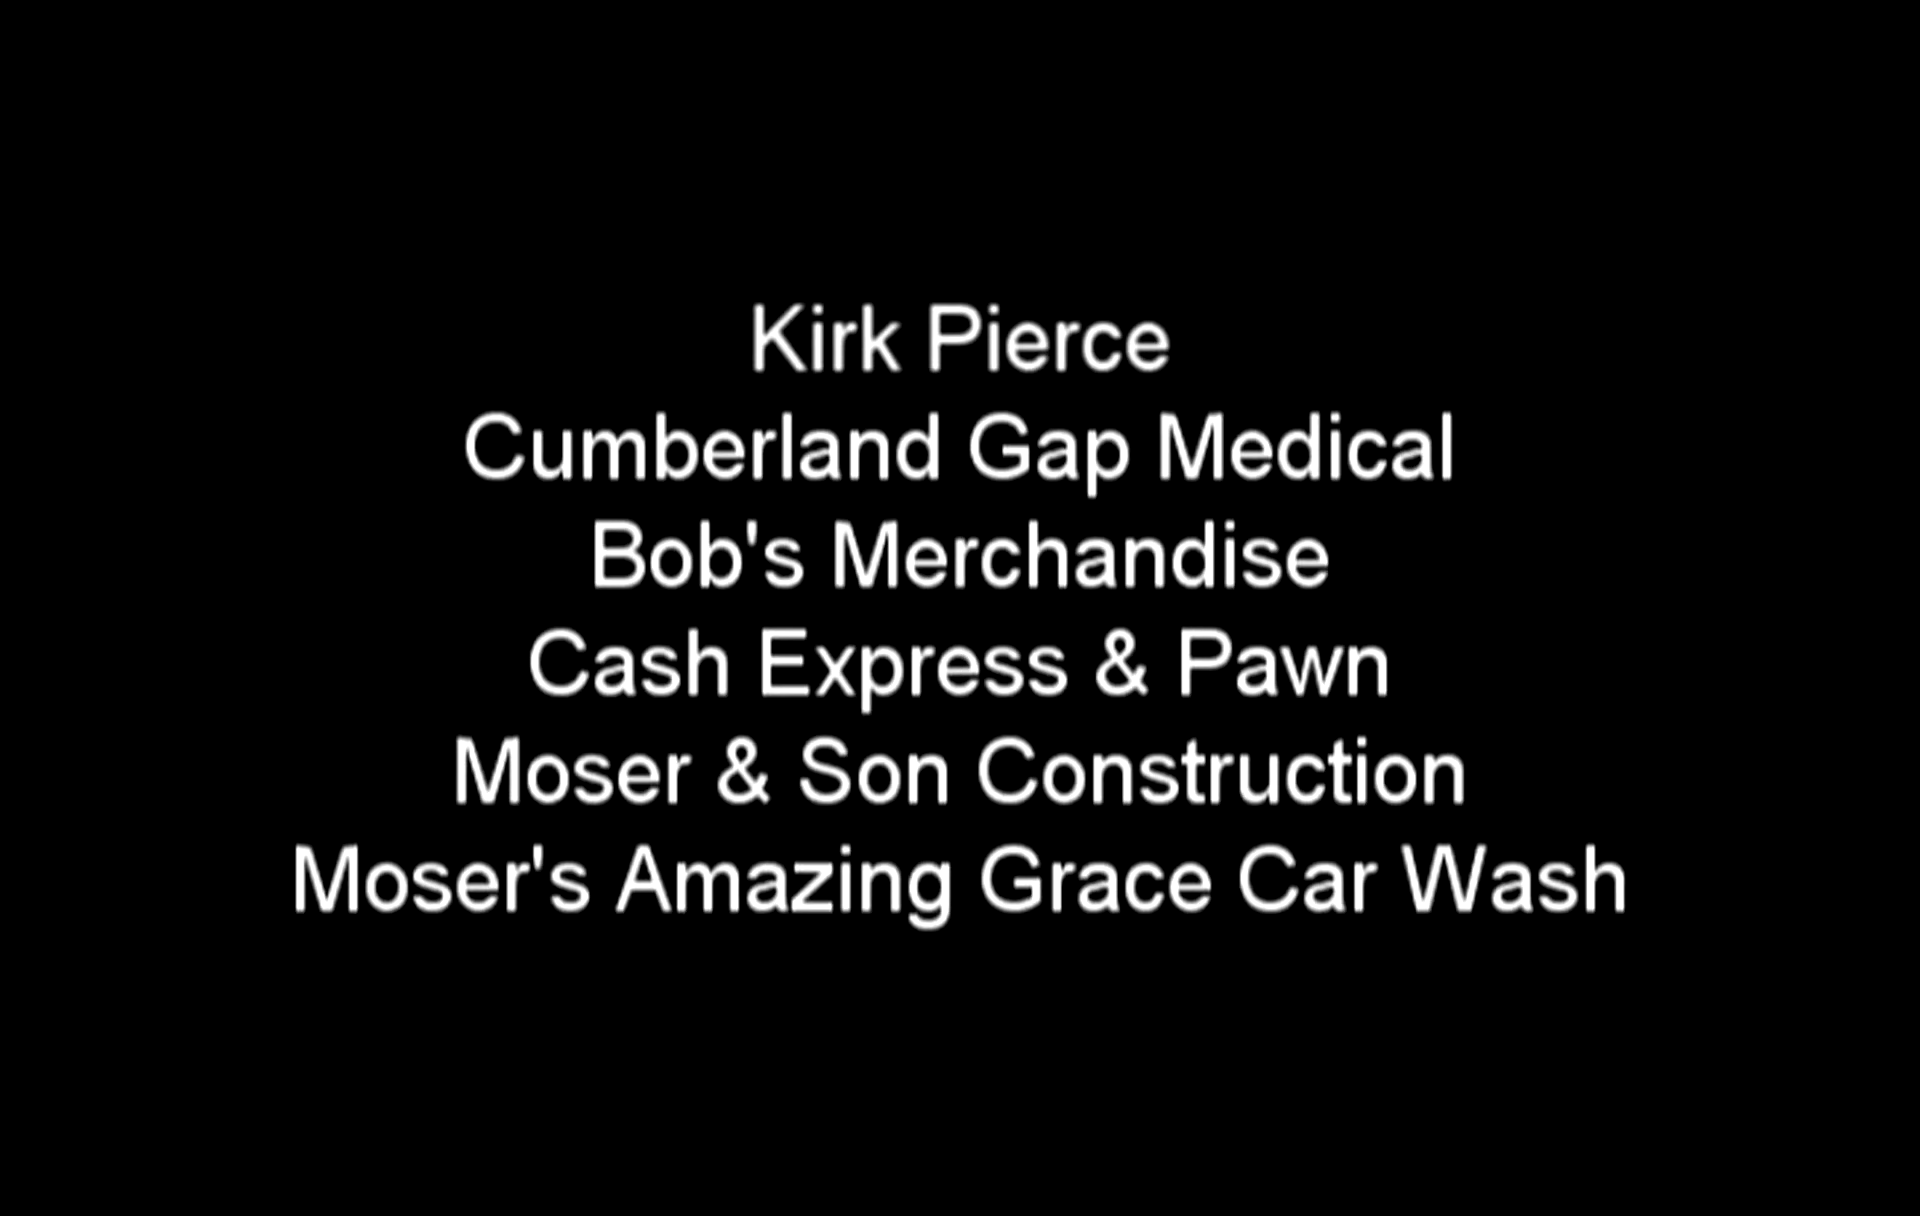 Kirk Pierce
Cumberland Gap Medical
Bob's Merchandise
Cash Express & Pawn
Moser & Son Construction
Moser's Amazing Grace Car Wash